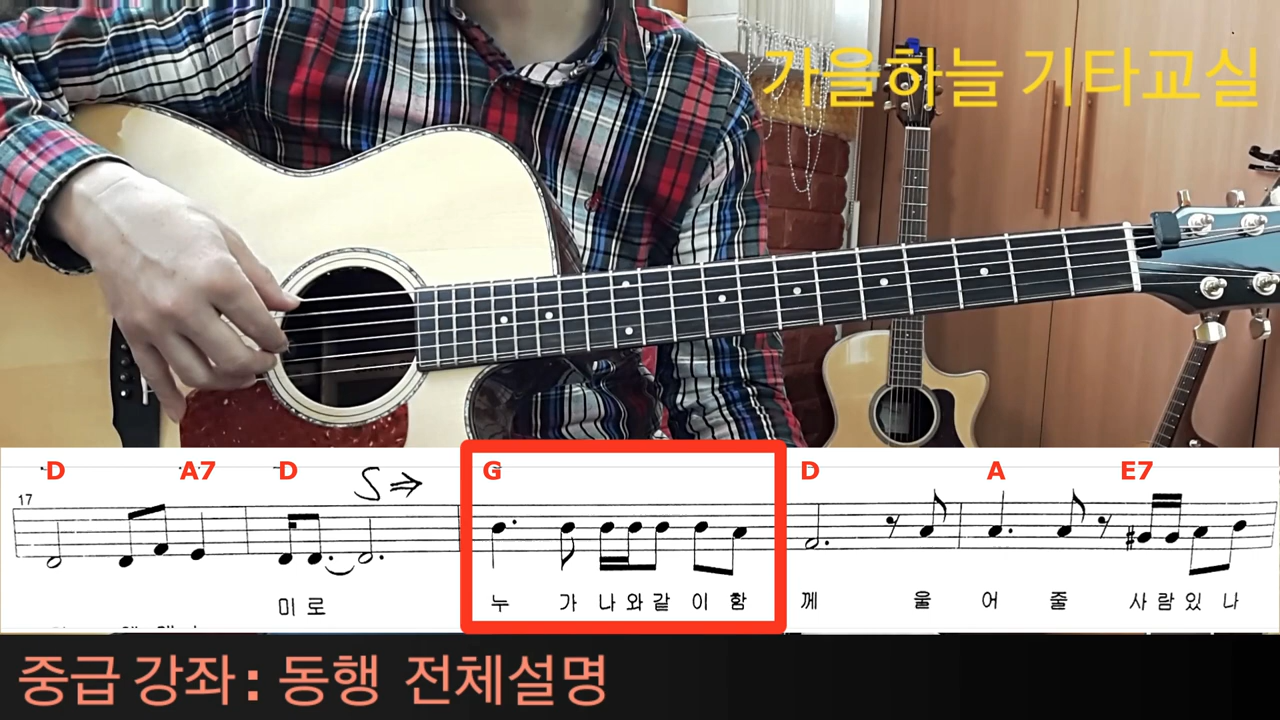 가을하늘 기타교실
D A7 D S⇒ G D A E7
17
미 로 누 가 나 와 같 이 함 께 울 어 줄 사 람 있 나
중급 강좌 : 동행 전체설명